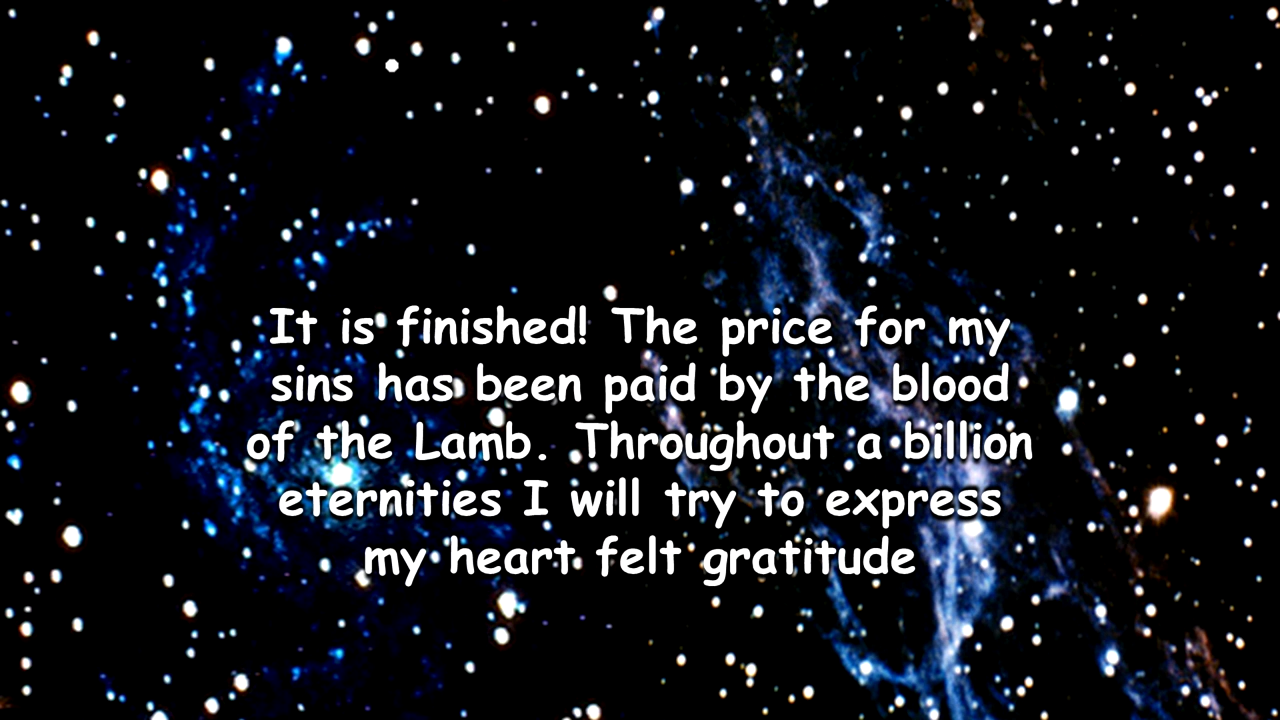 It is finished! The price for my
sins has been paid by the blood
of the Lamb. Throughout a billion
eternities I will try to express
my heart felt gratitude